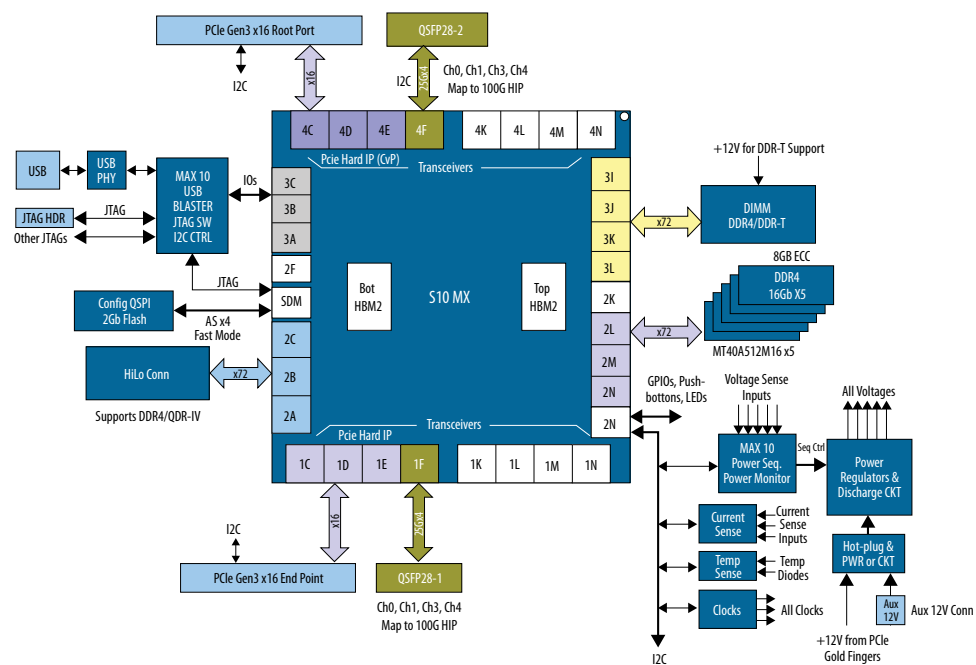 PCIe Gen3 x16 Root Port
QSFP28-2
I2C
x16
I2C
25Gx4
Ch0, Ch1, Ch3, Ch4
Map to 100G HIP
4C
4D
4E
4F
4K
4L
4M
4N
Pcie Hard IP (CvP)
Transceivers
USB
USB
PHY
MAX 10
USB
BLASTER
JTAG SW
I2C CTRL
IOs
JTAG HDR
JTAG
Other JTAGs
JTAG
Config QSPI
2Gb Flash
AS x4
Fast Mode
HiLo Conn
x72
Supports DDR4/QDR-IV
3C
3B
3A
2F
SDM
2C
2B
2A
Bot
HBM2
S10 MX
Top
HBM2
3I
3J
3K
3L
2K
2L
2M
2N
2N
+12V for DDR-T Support
x72
DIMM
DDR4/DDR-T
8GB ECC
DDR4
16Gb X5
x72
MT40A512M16 x5
GPIOs, Push-
bottons, LEDs
Voltage Sense
Inputs
All Voltages
MAX 10
Power Seq.
Power Monitor
Seq Ctrl
Power
Regulators &
Discharge CKT
Current
Sense
Current
Sense
Inputs
Hot-plug &
PWR or CKT
Temp
Sense
Temp
Diodes
Clocks
All Clocks
Aux
12V
Aux 12V Conn
+12V from PCIe
Gold Fingers
I2C
Transceivers
Pcie Hard IP
1C
1D
1E
1F
1K
1L
1M
1N
I2C
x16
25Gx4
PCIe Gen3 x16 End Point
QSFP28-1
Ch0, Ch1, Ch3, Ch4
Map to 100G HIP